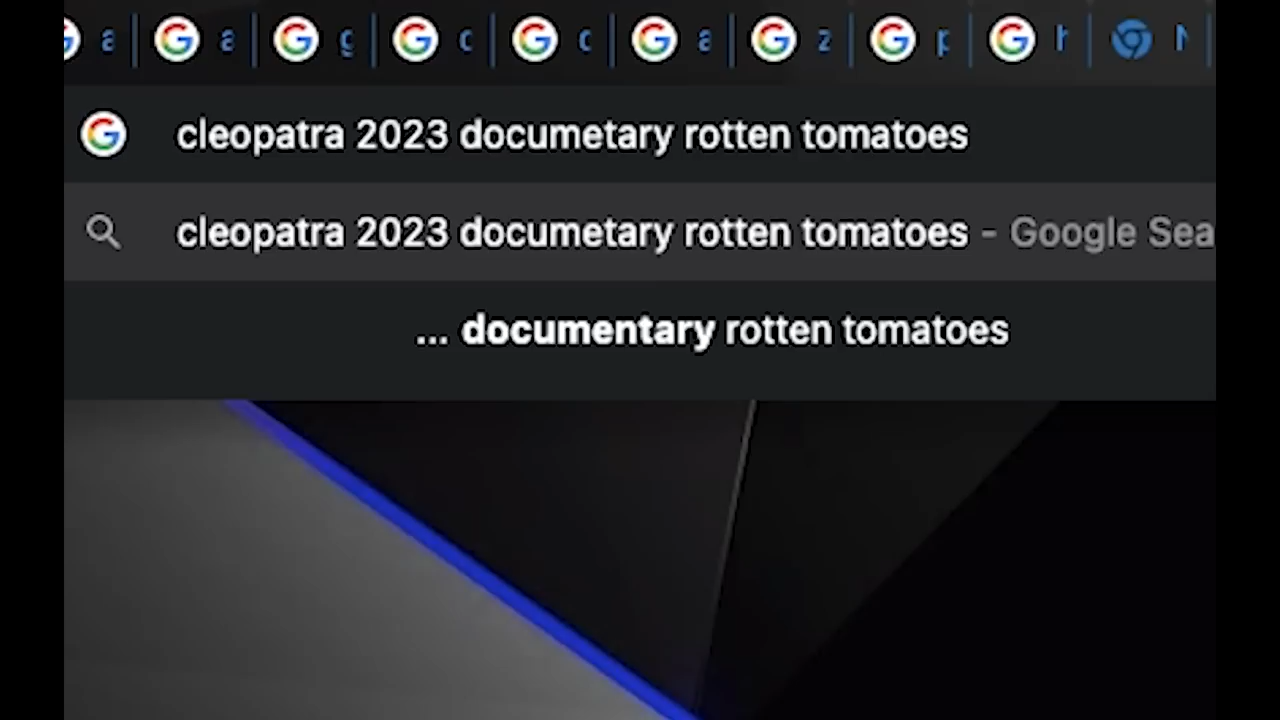 a a g c c a z p h N
cleopatra 2023 documetary rotten tomatoes
cleopatra 2023 documetary rotten tomatoes - Google Sea
... documentary rotten tomatoes